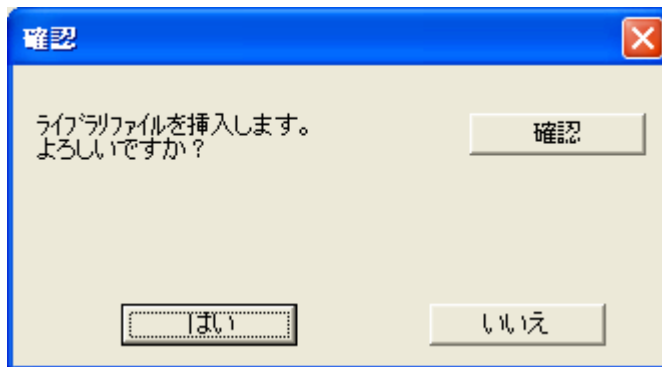 確認
ﾗｲﾌﾞﾗﾘﾌｧｲﾙを挿入します。
よろしいですか？
確認
はい
いいえ